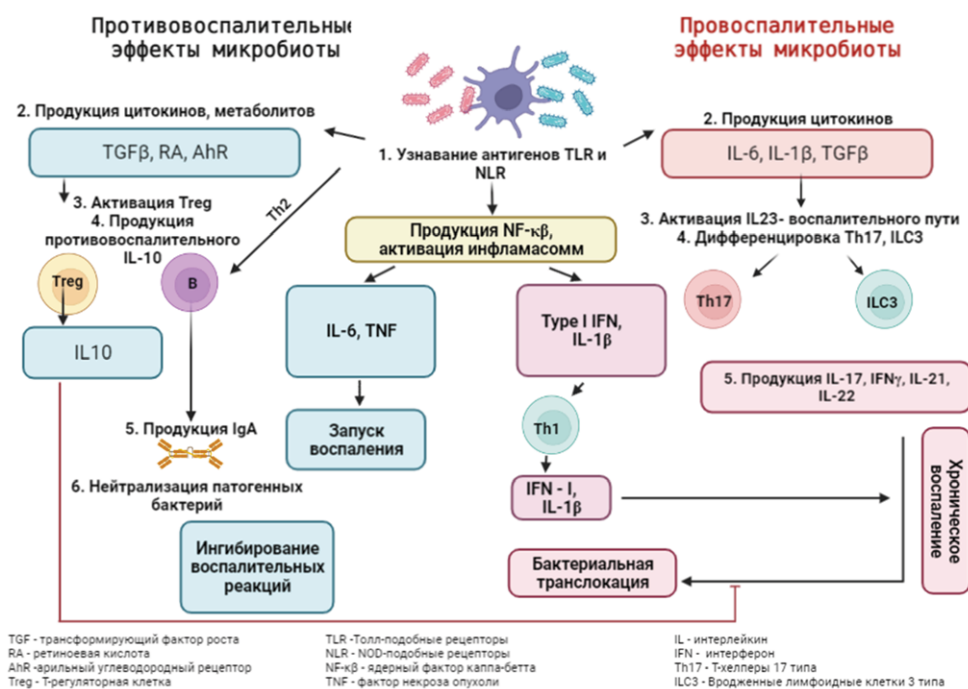 Противовоспалительны
эффекты микробиоты
Провоспалительные
эффекты микробиоты
2. Продукция цитокинов, метаболитов
TGFβ, RA, AhR
1. Узнавание антигенов TLR и
NLR
2. Продукция цитокинов
IL-6, IL-1β, TGFβ
3. Активация Treg
4. Продукция
противовоспалительного
IL-10
Th2
Treg
B
IL10
5. Продукция IgA
6. Нейтрализация патогенных
бактерий
Ингибирование
воспалительных
реакций
Продукция NF-κβ,
активация инфламасомм
IL-6, TNF
Запуск
воспаления
Type I IFN,
IL-1β
Th1
IFN - I,
IL-1β
Бактериальная
транслокация
3. Активация IL23- воспалительного пути
4. Дифференцировка Th17, ILC3
Th17
ILC3
5. Продукция IL-17, IFNγ, IL-21,
IL-22
Хроническое
воспаление
TGF - трансформирующий фактор роста
RA - ретиноевая кислота
AhR -арильный углеводородный рецептор
Treg - Т-регуляторная клетка
TLR -Толл-подобные рецепторы
NLR - NOD-подобные рецепторы
NF-κβ - ядерный фактор каппа-бетта
TNF - фактор некроза опухоли
IL - интерлейкин
IFN - интерферон
Th17 - Т-хелперы 17 типа
ILC3 - Врожденные лимфоидные клетки 3 типа